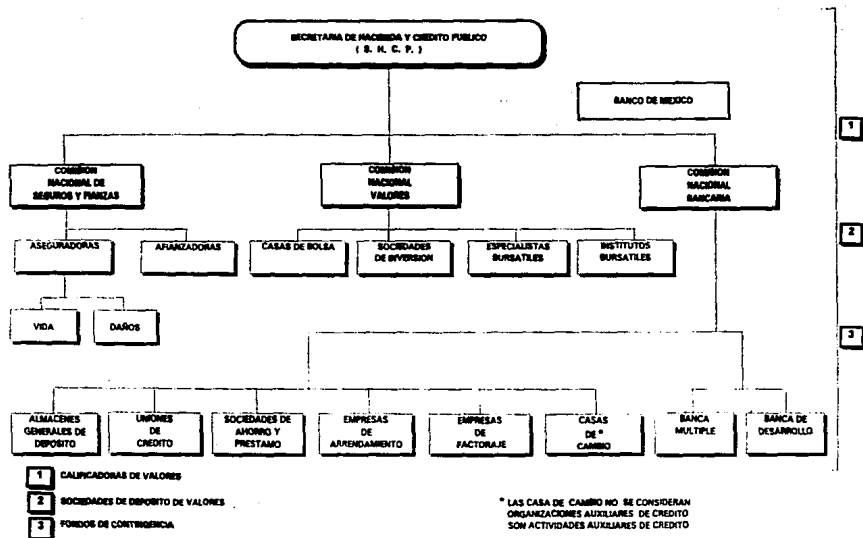 SECRETARIA DE HACIENDA Y CREDITO PUBLICO
( S. H. C. P. )
BANCO DE MEXICO
1
COMISION
NACIONAL DE
SEGUROS Y FIANZAS
COMISION
NACIONAL
VALORES
COMISION
NACIONAL
BANCARIA
2
ASEGURADORAS
AFIANZADORAS
CASAS DE BOLSA
SOCIEDADES
DE INVERSION
ESPECIALISTAS
BURSATILES
INSTITUTOS
BURSATILES
VIDA
DAÑOS
3
ALMACENES
GENERALES DE
DEPOSITO
UNIONES
DE
CREDITO
SOCIEDADES DE
AHORRO Y
PRESTAMO
EMPRESAS
DE
ARRENDAMIENTO
EMPRESAS
DE
FACTORAJE
CASAS
DE *
CAMBIO
BANCA
MULTIPLE
BANCA DE
DESARROLLO
1 CALIFICADORAS DE VALORES
2 SOCIEDADES DE DEPOSITO DE VALORES
3 FONDOS DE CONTINGENCIA
* LAS CASA DE CAMBIO NO SE CONSIDERAN
ORGANIZACIONES AUXILIARES DE CREDITO
SON ACTIVIDADES AUXILIARES DE CREDITO